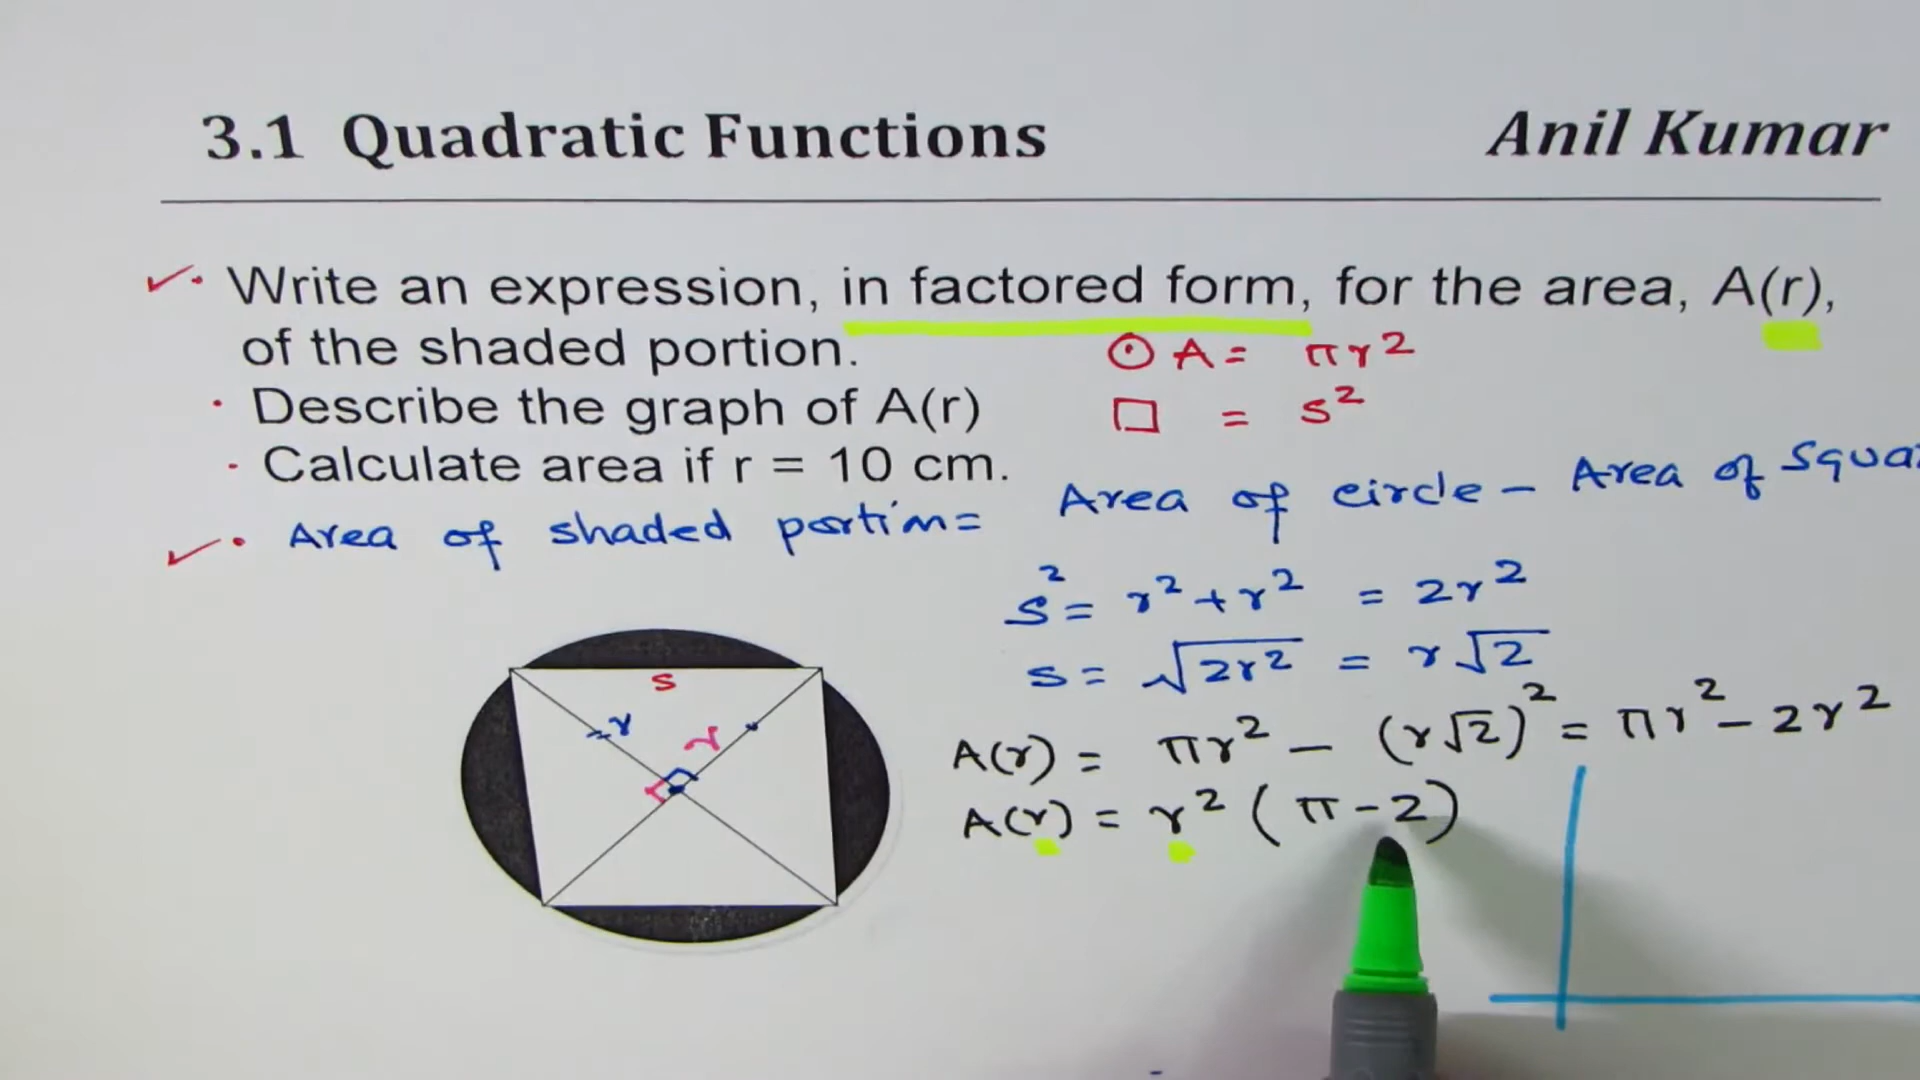 3.1 Quadratic Functions Anil Kumar
Write an expression, in factored form, for the area, A(r),
of the shaded portion.
⊙ A = πr²
· Describe the graph of A(r)
□ = s²
· Calculate area if r = 10 cm.
· Area of shaded portion = Area of circle - Area of Squa
s² = r² + r² = 2r²
s = √2r² = r√2
A(r) = πr² - (r√2)² = πr² - 2r²
A(r) = r² (π - 2)
s
r
r